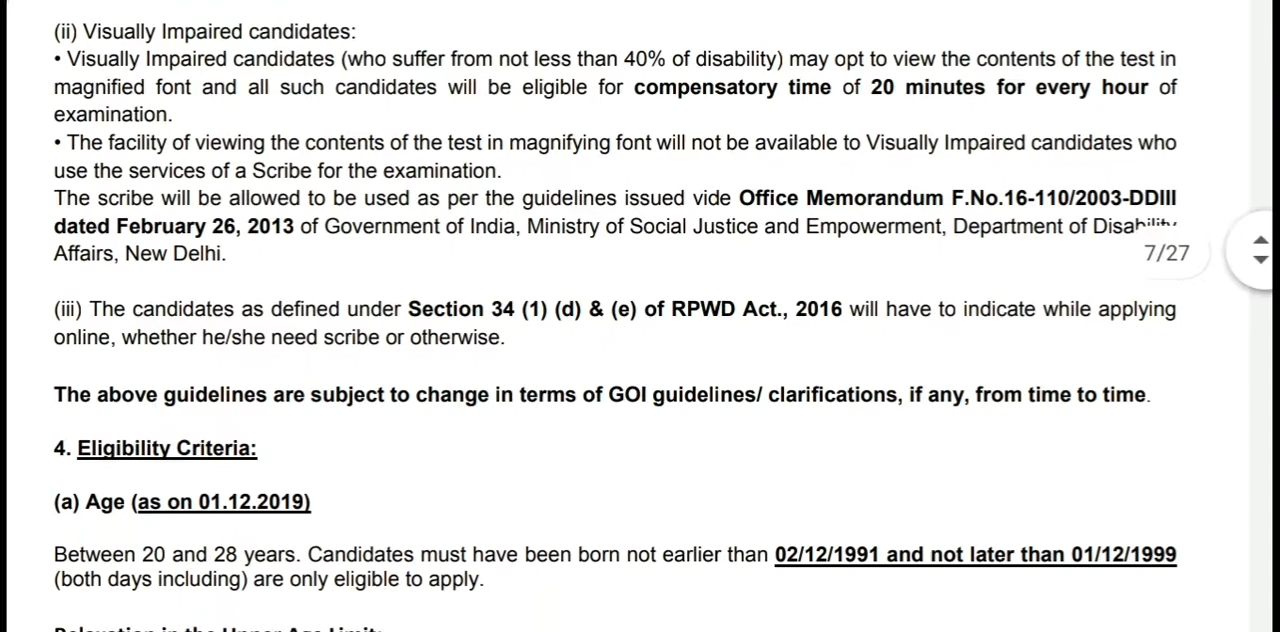 (ii) Visually Impaired candidates:
• Visually Impaired candidates (who suffer from not less than 40% of disability) may opt to view the contents of the test in
magnified font and all such candidates will be eligible for compensatory time of 20 minutes for every hour of
examination.
• The facility of viewing the contents of the test in magnifying font will not be available to Visually Impaired candidates who
use the services of a Scribe for the examination.
The scribe will be allowed to be used as per the guidelines issued vide Office Memorandum F.No.16-110/2003-DDIII
dated February 26, 2013 of Government of India, Ministry of Social Justice and Empowerment, Department of Disability
Affairs, New Delhi.
7/27
(iii) The candidates as defined under Section 34 (1) (d) & (e) of RPWD Act., 2016 will have to indicate while applying
online, whether he/she need scribe or otherwise.
The above guidelines are subject to change in terms of GOI guidelines/ clarifications, if any, from time to time.
4. Eligibility Criteria:
(a) Age (as on 01.12.2019)
Between 20 and 28 years. Candidates must have been born not earlier than 02/12/1991 and not later than 01/12/1999
(both days including) are only eligible to apply.